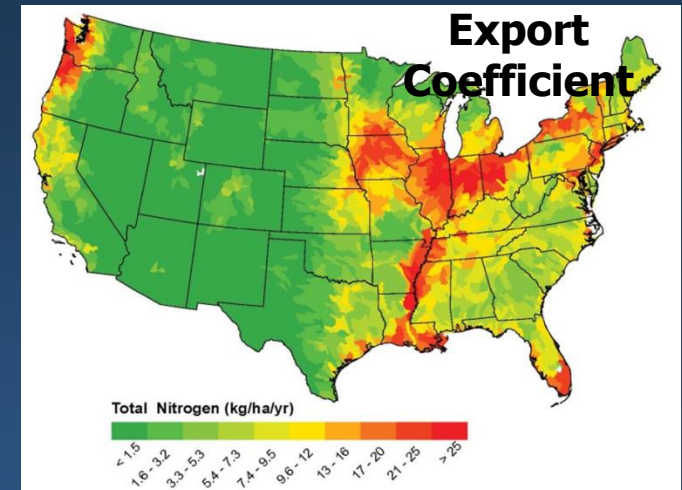 Export
Coefficient
Total Nitrogen (kg/ha/yr)
< 1.5
1.6 - 3.2
3.3 - 5.3
5.4 - 7.3
7.4 - 9.5
9.6 - 12
13 - 16
17 - 20
21 - 25
> 25